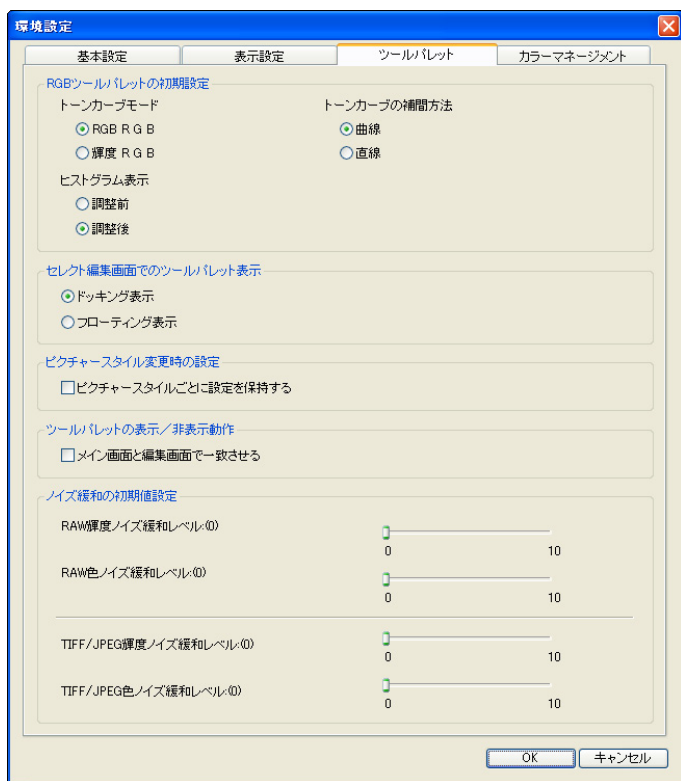 環境設定
基本設定 表示設定 ツールパレット カラーマネージメント
RGBツールパレットの初期設定
トーンカーブモード トーンカーブの補間方法
RGB R G B 曲線
輝度 R G B 直線
ヒストグラム表示
調整前
調整後
セレクト編集画面でのツールパレット表示
ドッキング表示
フローティング表示
ピクチャースタイル変更時の設定
ピクチャースタイルごとに設定を保持する
ツールパレットの表示／非表示動作
メイン画面と編集画面で一致させる
ノイズ緩和の初期値設定
RAW輝度ノイズ緩和レベル:(0)
0 10
RAW色ノイズ緩和レベル:(0)
0 10
TIFF/JPEG輝度ノイズ緩和レベル:(0)
0 10
TIFF/JPEG色ノイズ緩和レベル:(0)
0 10
OK キャンセル